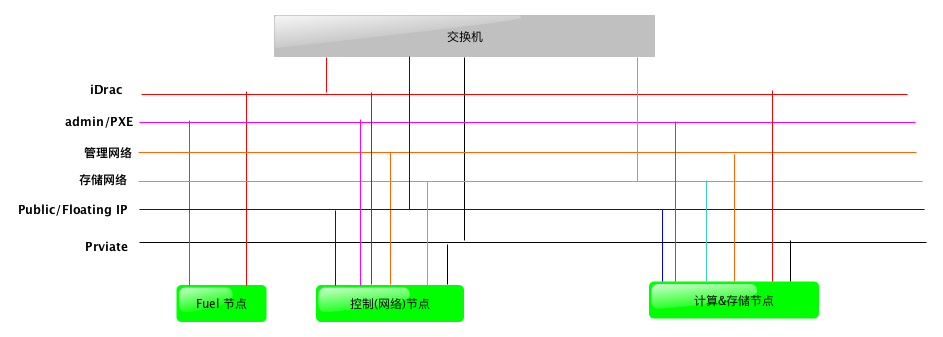 交换机
iDrac
admin/PXE
管理网络
存储网络
Public/Floating IP
Prviate
Fuel 节点
控制(网络)节点
计算&存储节点